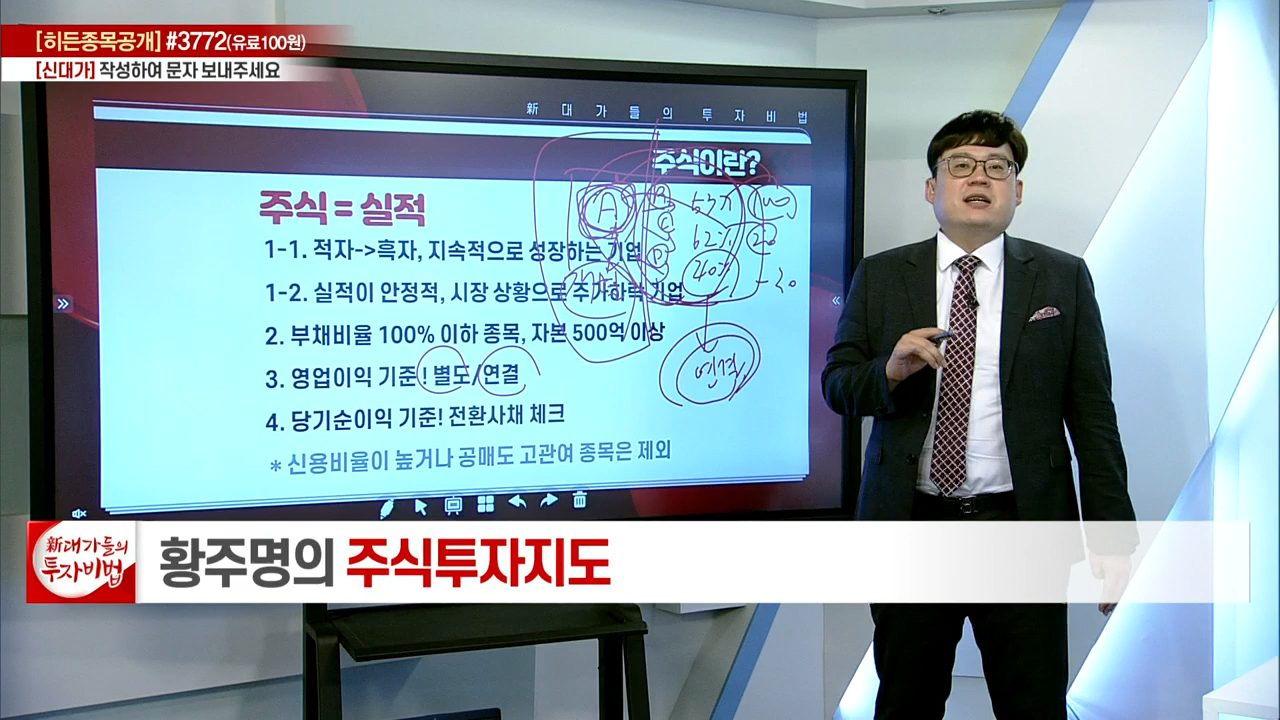 [히든종목공개] #3772(유료100원)
[신대가] 작성하여 문자 보내주세요
新 대 가 들 의 투 자 비 법
주식이란?
주식 = 실적
1-1. 적자->흑자, 지속적으로 성장하는 기업
1-2. 실적이 안정적, 시장 상황으로 주가하락 기업
2. 부채비율 100% 이하 종목, 자본 500억 이상
3. 영업이익 기준! 별도/연결
4. 당기순이익 기준! 전환사채 체크
* 신용비율이 높거나 공매도 고관여 종목은 제외
A
B 53% 100
C 62% 20
D 40% -20
연결
新대가들의
투자비법
황주명의 주식투자지도